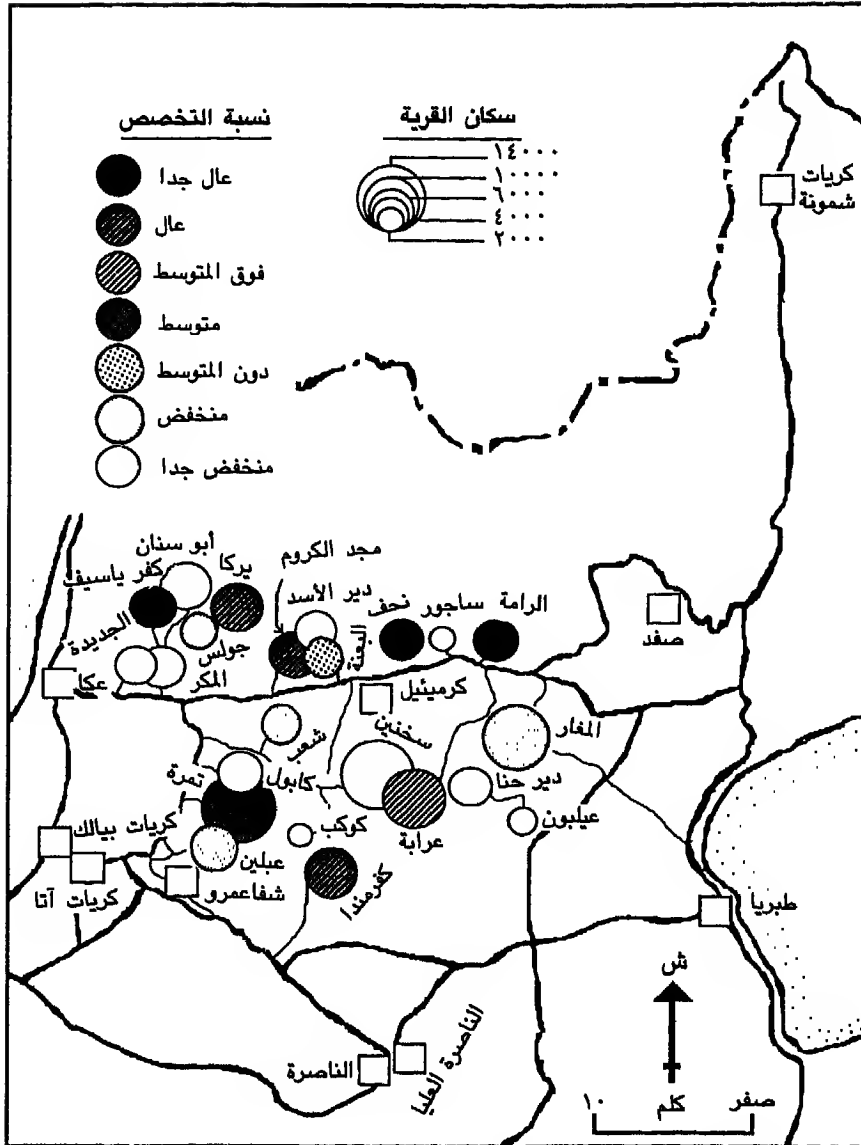 نسبة التخصص
عال جدا
عال
فوق المتوسط
متوسط
دون المتوسط
منخفض
منخفض جدا
سكان القرية
١٤٠٠٠
١٠٠٠٠
٦٠٠٠
٤٠٠٠
٢٠٠٠
كريات
شمونة
أبو سنان
كفر ياسيف
يركا
مجد الكروم
دير الأسد
نحف
ساجور
الرامة
صفد
الجديدة
جولس
البعنة
المكر
عكا
كرميئيل
سخنين
المغار
شعب
كابول
تمرة
دير حنا
عيلبون
كوكب
عرابة
كريات بيالك
عبلين
كريات آتا
شفاعمرو
كفرمندا
طبريا
ش
الناصرة
الناصرة العليا
صفر
كلم
١٠